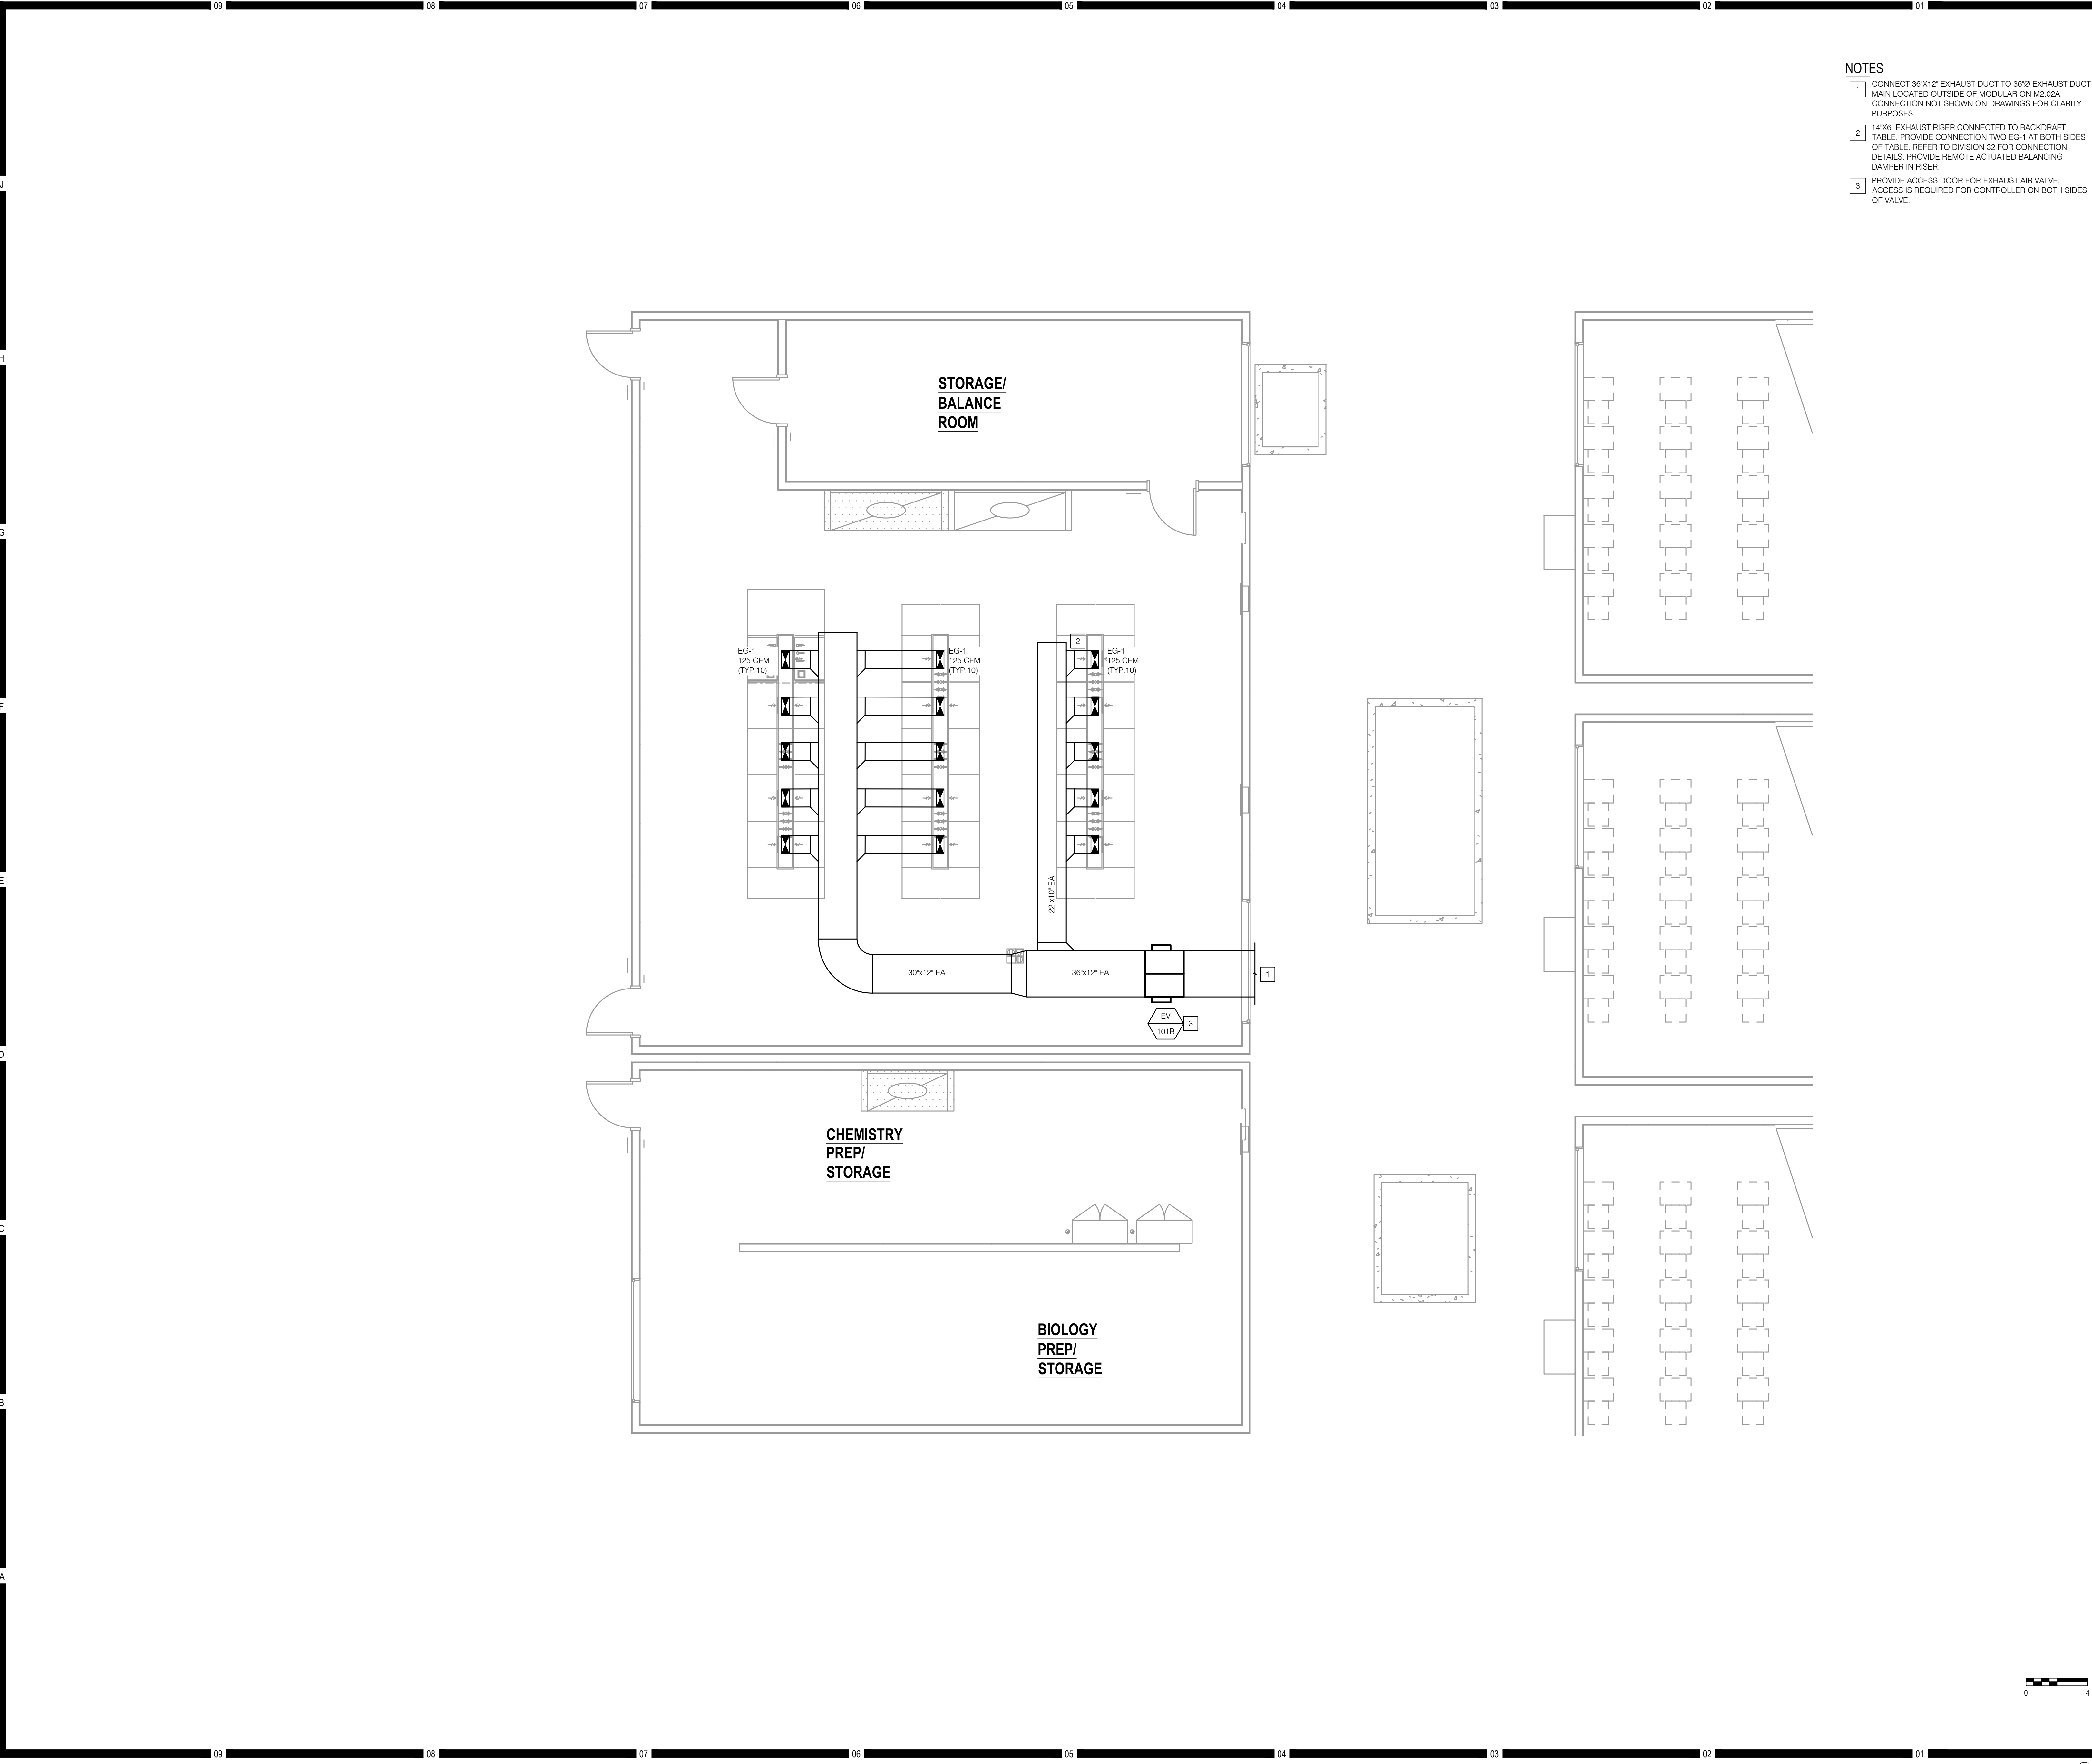 09 08 07 06 05 04 03 02 01
NOTES
1 CONNECT 36"X12" EXHAUST DUCT TO 36"Ø EXHAUST DUCT
MAIN LOCATED OUTSIDE OF MODULAR ON M2.02A.
CONNECTION NOT SHOWN ON DRAWINGS FOR CLARITY
PURPOSES.
2 14"X6" EXHAUST RISER CONNECTED TO BACKDRAFT
TABLE. PROVIDE CONNECTION TWO EG-1 AT BOTH SIDES
OF TABLE. REFER TO DIVISION 32 FOR CONNECTION
DETAILS. PROVIDE REMOTE ACTUATED BALANCING
DAMPER IN RISER.
3 PROVIDE ACCESS DOOR FOR EXHAUST AIR VALVE.
ACCESS IS REQUIRED FOR CONTROLLER ON BOTH SIDES
OF VALVE.
J
H
G
F
E
D
C
B
A
STORAGE/
BALANCE
ROOM
EG-1
125 CFM
(TYP.10)
EG-1
125 CFM
(TYP.10)
2
EG-1
125 CFM
(TYP.10)
22"x10" EA
30"x12" EA
36"x12" EA
1
EV
101B
3
CHEMISTRY
PREP/
STORAGE
BIOLOGY
PREP/
STORAGE
0 4
09 08 07 06 05 04 03 02 01